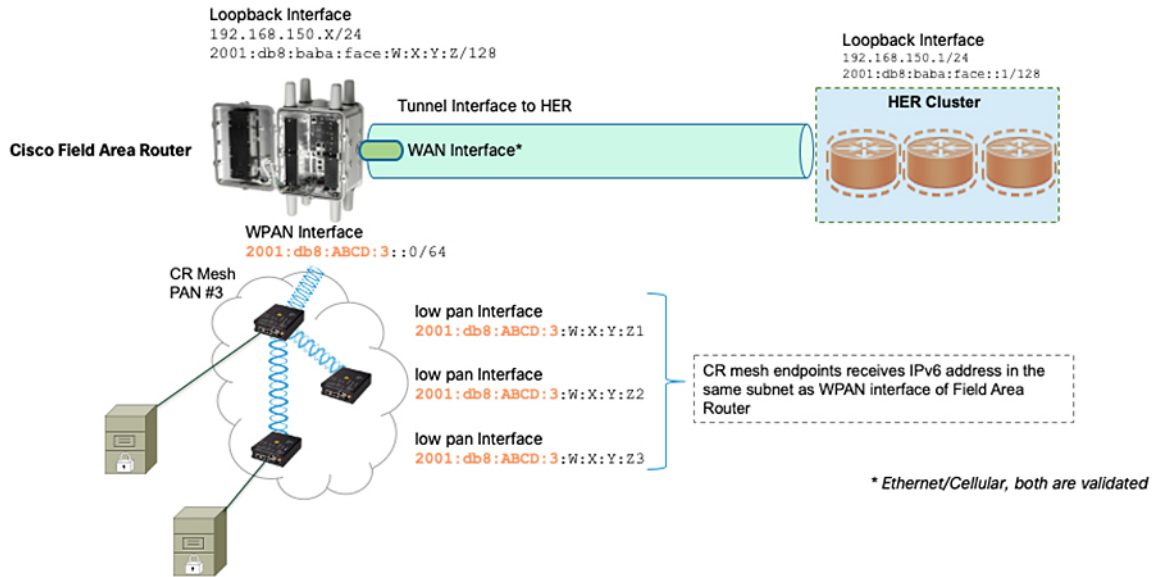 Loopback Interface
192.168.150.X/24
2001:db8:baba:face:W:X:Y:Z/128
Loopback Interface
192.168.150.1/24
2001:db8:baba:face::1/128
HER Cluster
Tunnel Interface to HER
Cisco Field Area Router
WAN Interface*
WPAN Interface
2001:db8:ABCD:3::0/64
CR Mesh
PAN #3
low pan Interface
2001:db8:ABCD:3:W:X:Y:Z1
low pan Interface
2001:db8:ABCD:3:W:X:Y:Z2
low pan Interface
2001:db8:ABCD:3:W:X:Y:Z3
CR mesh endpoints receives IPv6 address in the
same subnet as WPAN interface of Field Area
Router
* Ethernet/Cellular, both are validated